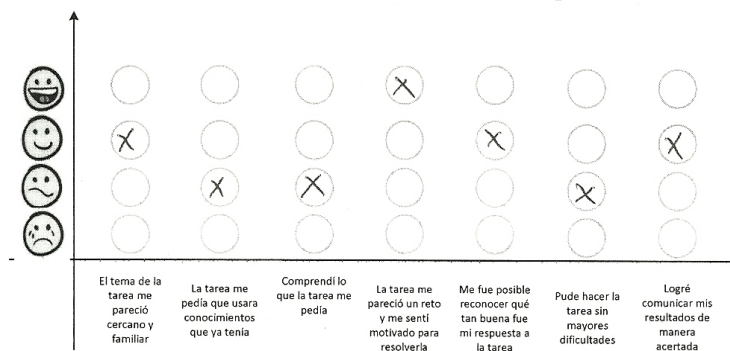 El tema de la
tarea me
pareció
cercano y
familiar
La tarea me
pedía que usara
conocimientos
que ya tenía
Comprendí lo
que la tarea me
pedía
La tarea me
pareció un reto
y me sentí
motivado para
resolverla
Me fue posible
reconocer qué
tan buena fue
mi respuesta a
la tarea
Pude hacer la
tarea sin
mayores
dificultades
Logré
comunicar mis
resultados de
manera
acertada